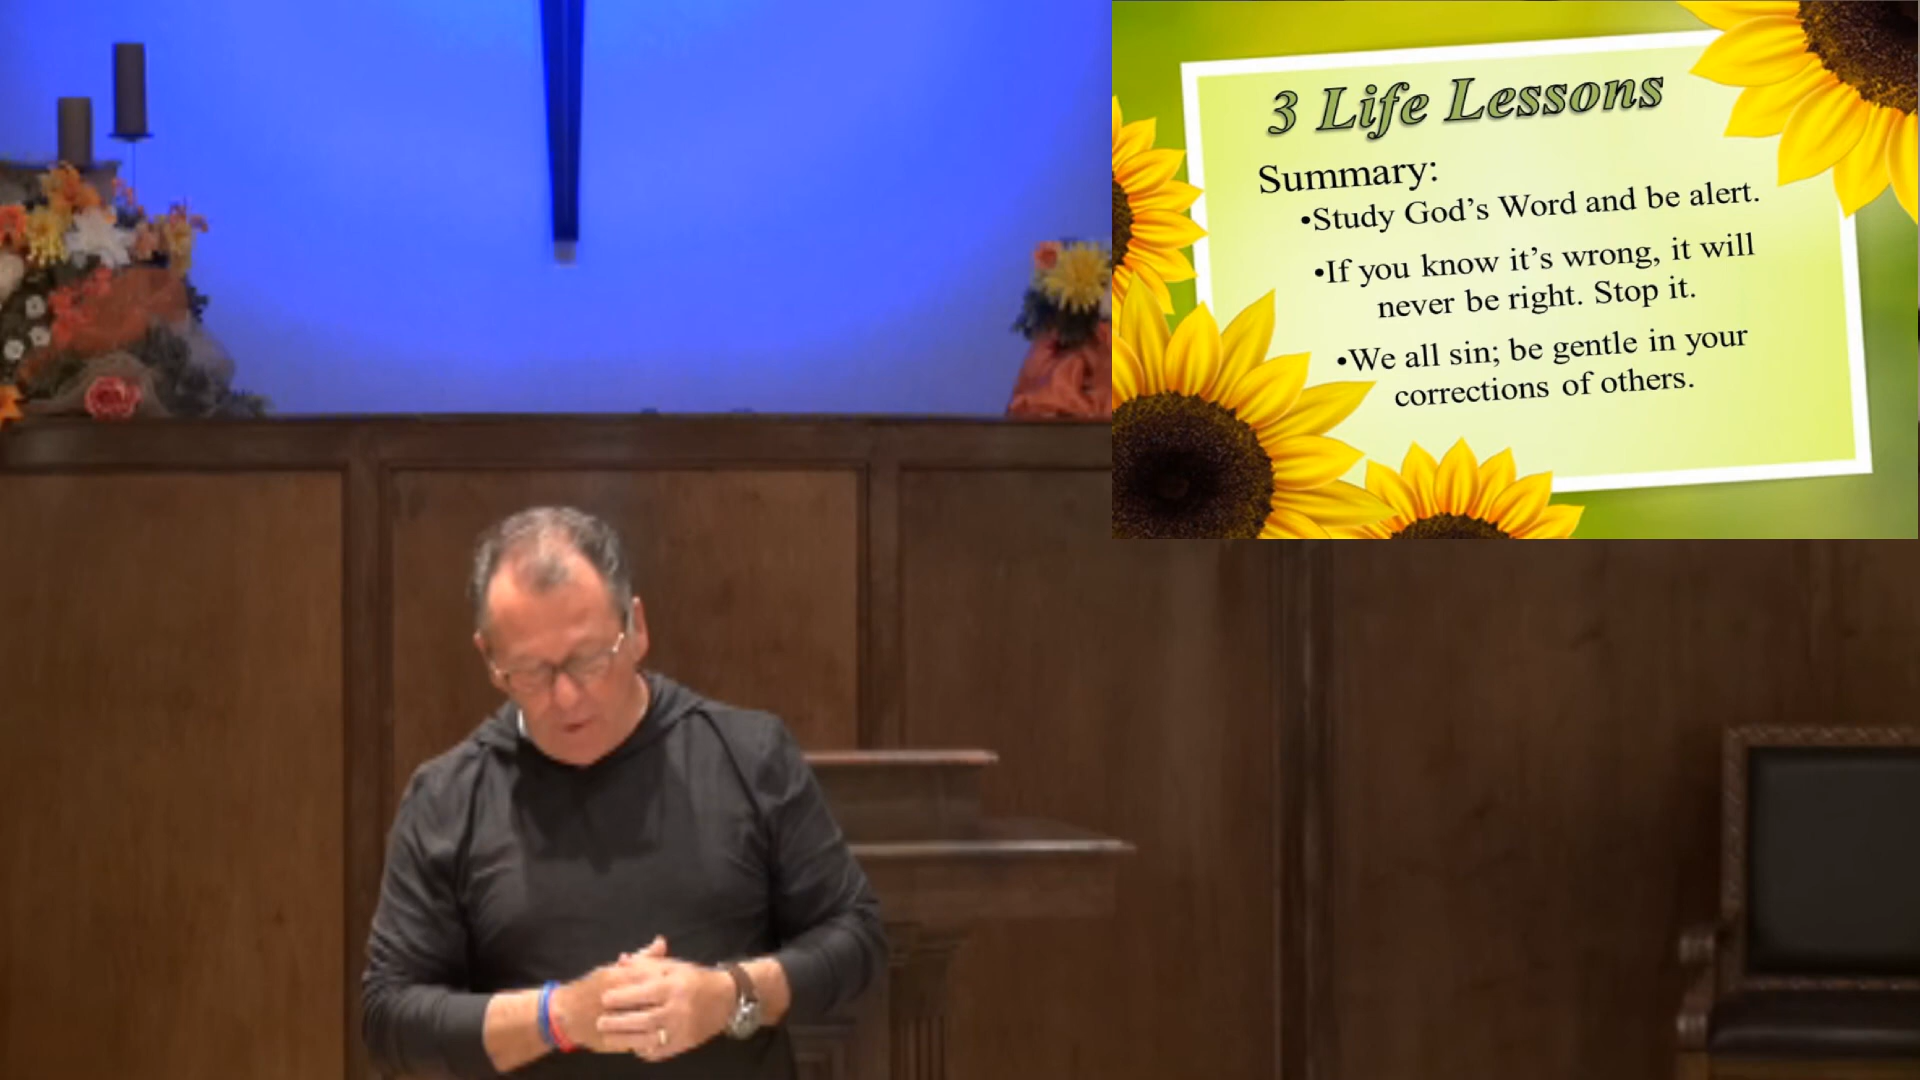 3 Life Lessons
Summary:
•Study God’s Word and be alert.
•If you know it’s wrong, it will
never be right. Stop it.
•We all sin; be gentle in your
corrections of others.